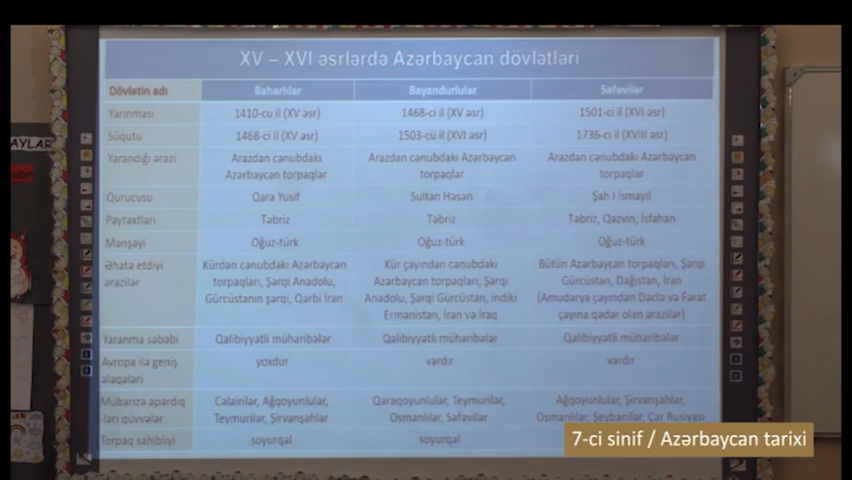 XV – XVI əsrlərdə Azərbaycan dövlətləri
Dövlətin adı Baharlılar Bayandurlular Səfəvilər
Yarınması 1410-cu il (XV əsr) 1468-ci il (XV əsr) 1501-ci il (XVI əsr)
Süqutu 1468-ci il (XV əsr) 1503-cü il (XVI əsr) 1736-ci il (XVIII əsr)
Yarandığı ərazi Arazdan cənubdakı Arazdan cənubdakı Azərbaycan Arazdan cənubdakı Azərbaycan
Azərbaycan torpaqlar torpaqlar torpaqlar
Qurucusu Qara Yusif Sultan Həsən Şah I İsmayıl
Paytaxtları Təbriz Təbriz Təbriz, Qəzvin, İsfahan
Mənşəyi Oğuz-türk Oğuz-türk Oğuz-türk
Əhatə etdiyi Kürdən cənubdakı Azərbaycan Kür çayından cənubdakı Bütün Azərbaycan torpaqları, Şərqi
ərazilər torpaqları, Şərqi Anadolu, Azərbaycan torpaqları, Şərqi Gürcüstan, Dağıstan, İran
Gürcüstanın şərqi, Qərbi İran Anadolu, Şərqi Gürcüstan, indiki (Amudərya çayından Dəclə və Fərat
Ermənistan, İran və İraq çayına qədər olan ərazilər)
Yaranma səbəbi Qalibiyyətli müharibələr Qalibiyyətli müharibələr Qalibiyyətli müharibələr
Avropa ilə geniş yoxdur vardır vardır
əlaqələri
Mübarizə apardıq Cəlairilər, Ağqoyunlular, Qaraqoyunlular, Teymurilər, Ağqoyunlular, Şirvanşahlar,
-ları qüvvələr Teymurilər, Şirvanşahlar Osmanlılar, Səfəvilər Osmanlılar, Şeybanilər, Çar Rusiyası
Torpaq sahibliyi soyurqal soyurqal
7-ci sinif / Azərbaycan tarixi